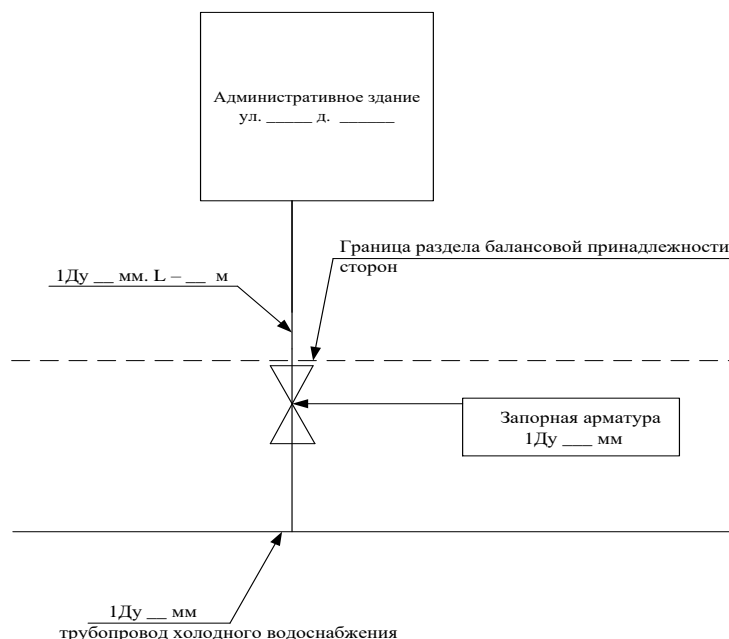 Административное здание
ул. _____ д. ______
Граница раздела балансовой принадлежности
сторон
1Ду __ мм. L – __ м
Запорная арматура
1Ду ___ мм
1Ду __ мм
трубопровод холодного водоснабжения